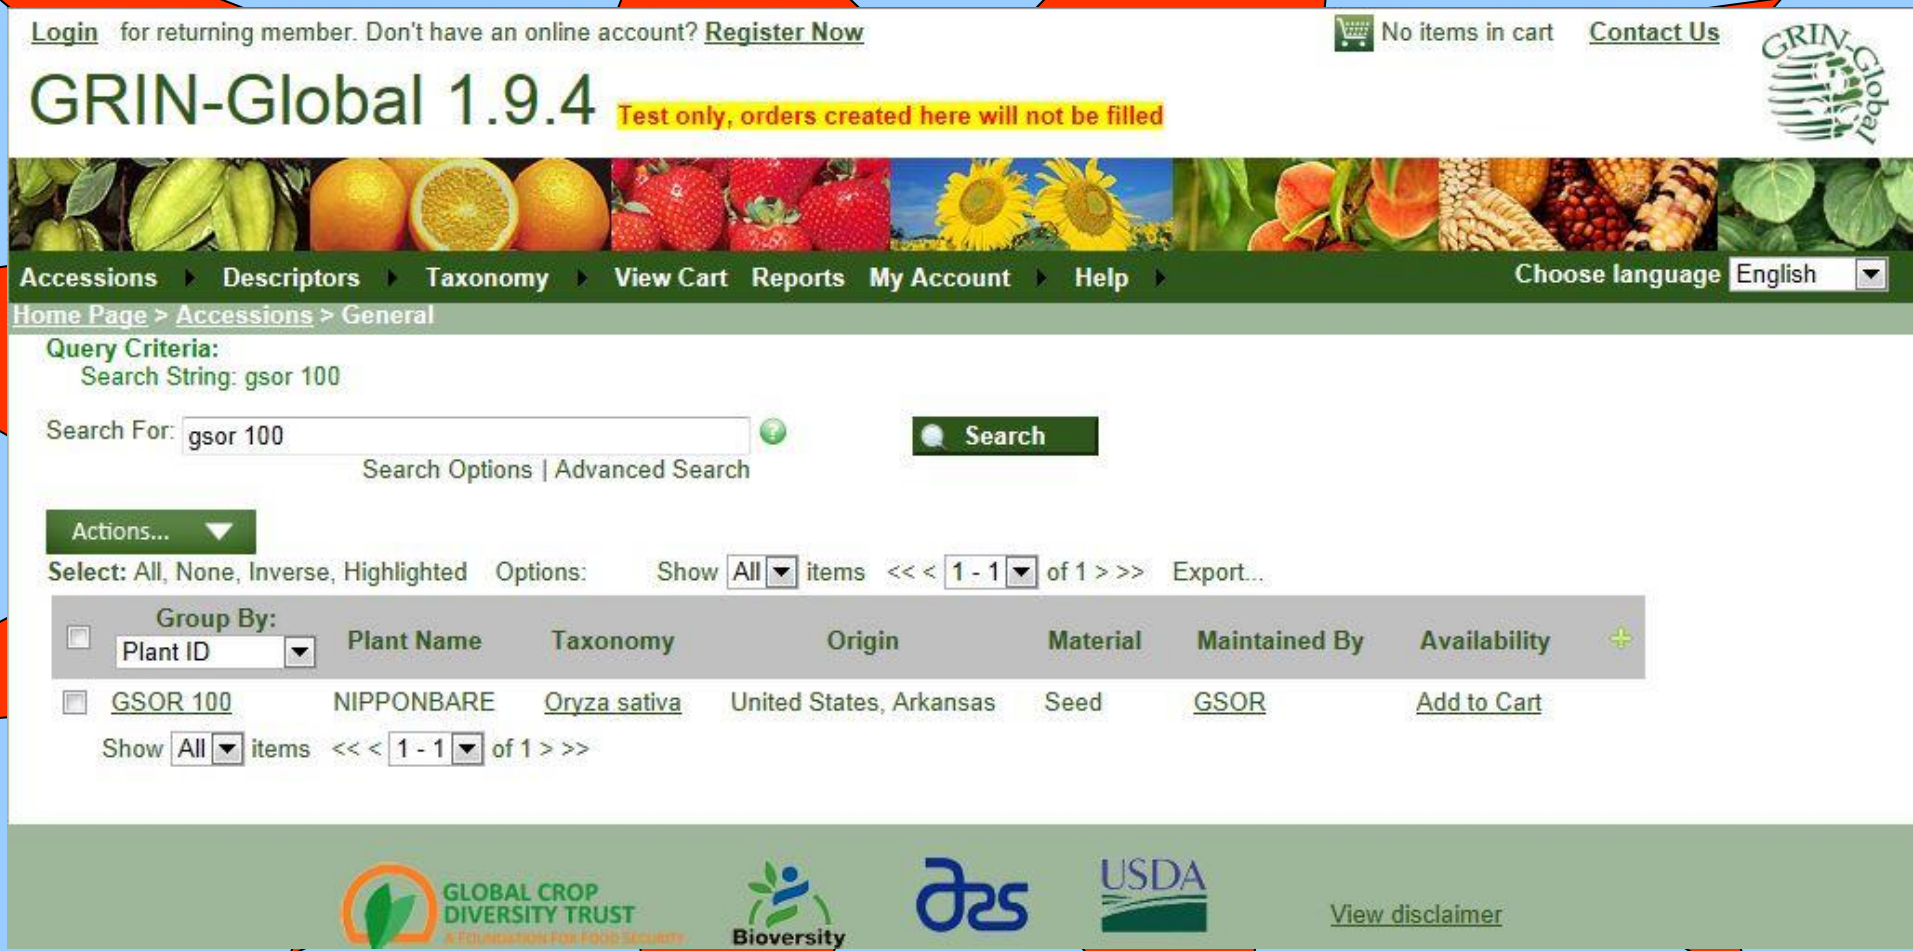 Login for returning member. Don't have an online account? Register Now
No items in cart Contact Us
GRIN-Global
GRIN-Global 1.9.4 Test only, orders created here will not be filled
Accessions Descriptors Taxonomy View Cart Reports My Account Help Choose language English
Home Page > Accessions > General
Query Criteria:
Search String: gsor 100
Search For: gsor 100 ? Search
Search Options | Advanced Search
Actions...
Select: All, None, Inverse, Highlighted Options: Show All items << < 1 - 1 of 1 > >> Export...
Group By:
Plant ID Plant Name Taxonomy Origin Material Maintained By Availability
GSOR 100 NIPPONBARE Oryza sativa United States, Arkansas Seed GSOR Add to Cart
Show All items << < 1 - 1 of 1 > >>
GLOBAL CROP
DIVERSITY TRUST
A FOUNDATION FOR FOOD SECURITY
Bioversity
ars
USDA
View disclaimer